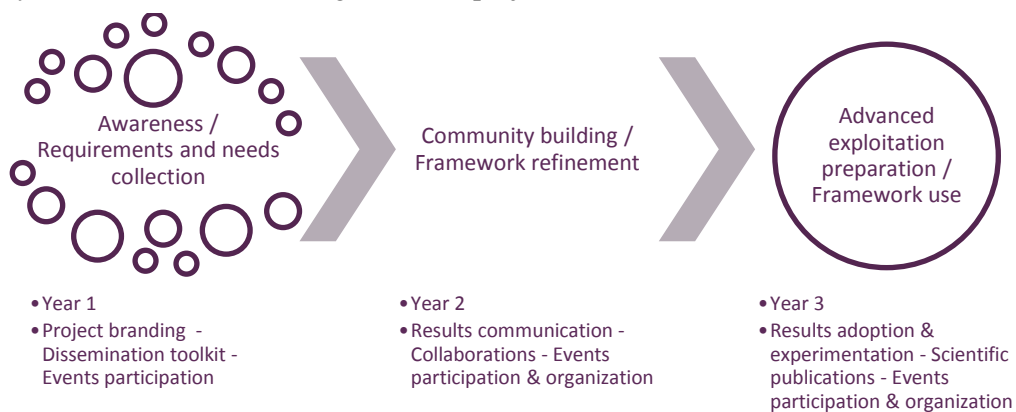 Awareness /
Requirements and needs
collection
Community building /
Framework refinement
Advanced
exploitation
preparation /
Framework use
•Year 1
•Project branding -
Dissemination toolkit -
Events participation
•Year 2
•Results communication -
Collaborations - Events
participation & organization
•Year 3
•Results adoption &
experimentation - Scientific
publications - Events
participation & organization